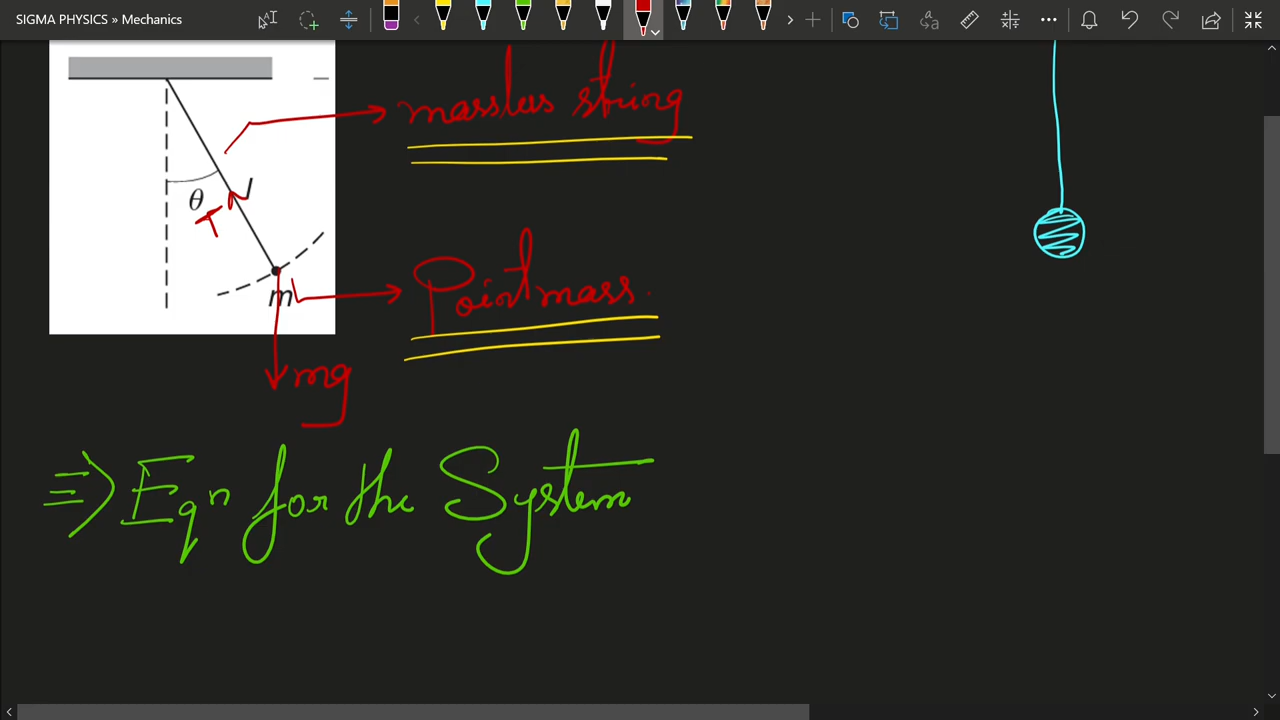 SIGMA PHYSICS » Mechanics
massless string
θ
l
T
m
Point mass.
mg
⇒ Eqn for the System